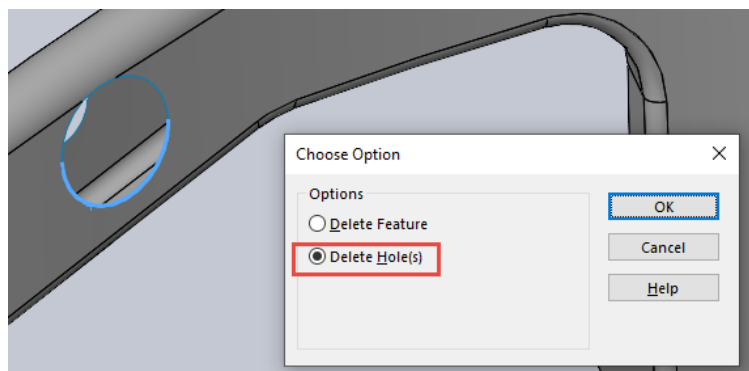 Choose Option
Options
Delete Feature
Delete Hole(s)
OK
Cancel
Help